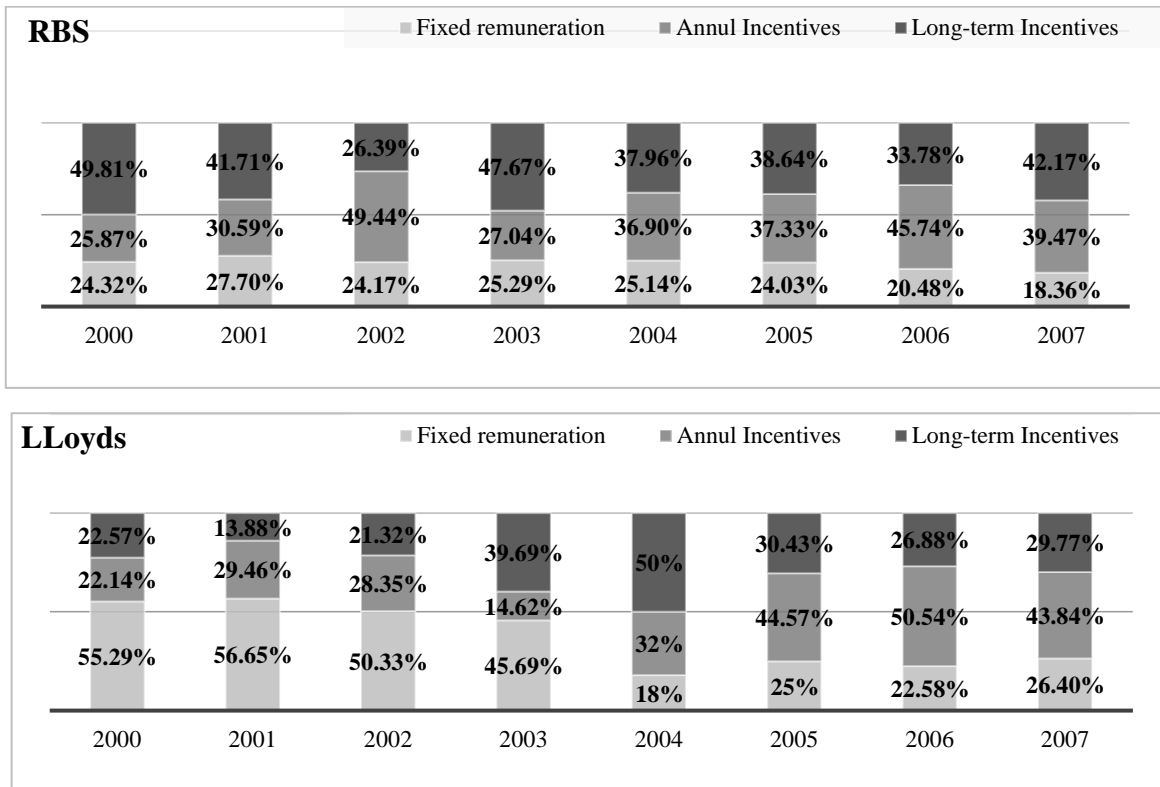 RBS
Fixed remuneration Annul Incentives Long-term Incentives
49.81% 41.71% 26.39% 47.67% 37.96% 38.64% 33.78% 42.17%
25.87% 30.59% 49.44% 27.04% 36.90% 37.33% 45.74% 39.47%
24.32% 27.70% 24.17% 25.29% 25.14% 24.03% 20.48% 18.36%
2000 2001 2002 2003 2004 2005 2006 2007
LLoyds
Fixed remuneration Annul Incentives Long-term Incentives
22.57% 13.88% 21.32% 39.69% 50% 30.43% 26.88% 29.77%
22.14% 29.46% 28.35% 14.62% 32% 44.57% 50.54% 43.84%
55.29% 56.65% 50.33% 45.69% 18% 25% 22.58% 26.40%
2000 2001 2002 2003 2004 2005 2006 2007